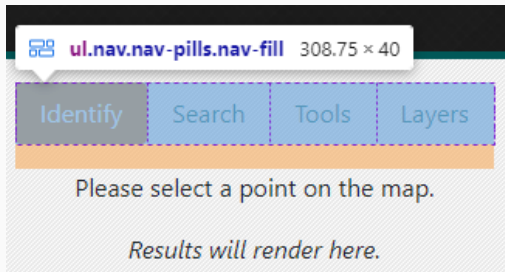 ul.nav.nav-pills.nav-fill 308.75 × 40
Identify Search Tools Layers
Please select a point on the map.
Results will render here.